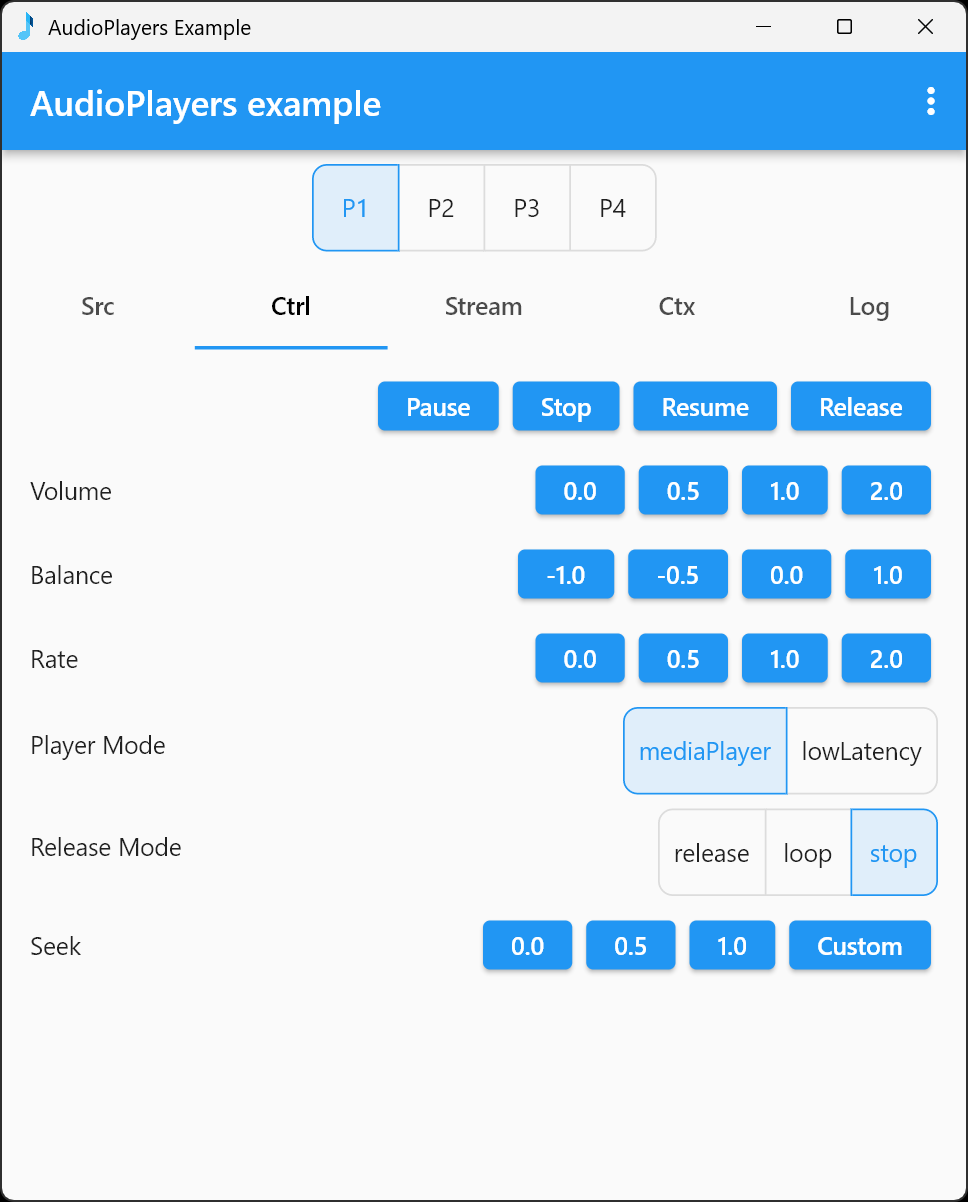 AudioPlayers Example
AudioPlayers example
P1 P2 P3 P4
Src Ctrl Stream Ctx Log
Pause Stop Resume Release
Volume 0.0 0.5 1.0 2.0
Balance -1.0 -0.5 0.0 1.0
Rate 0.0 0.5 1.0 2.0
Player Mode mediaPlayer lowLatency
Release Mode release loop stop
Seek 0.0 0.5 1.0 Custom